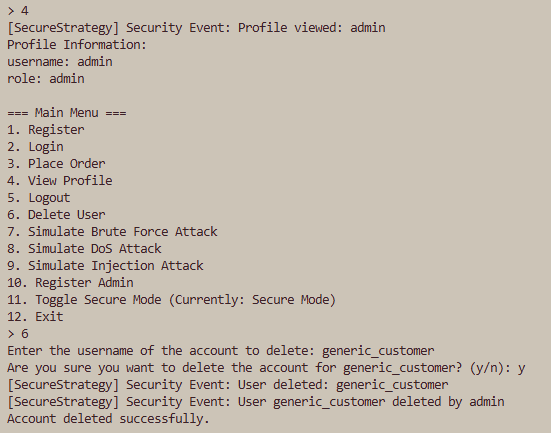 > 4
[SecureStrategy] Security Event: Profile viewed: admin
Profile Information:
username: admin
role: admin
=== Main Menu ===
1. Register
2. Login
3. Place Order
4. View Profile
5. Logout
6. Delete User
7. Simulate Brute Force Attack
8. Simulate DoS Attack
9. Simulate Injection Attack
10. Register Admin
11. Toggle Secure Mode (Currently: Secure Mode)
12. Exit
> 6
Enter the username of the account to delete: generic_customer
Are you sure you want to delete the account for generic_customer? (y/n): y
[SecureStrategy] Security Event: User deleted: generic_customer
[SecureStrategy] Security Event: User generic_customer deleted by admin
Account deleted successfully.